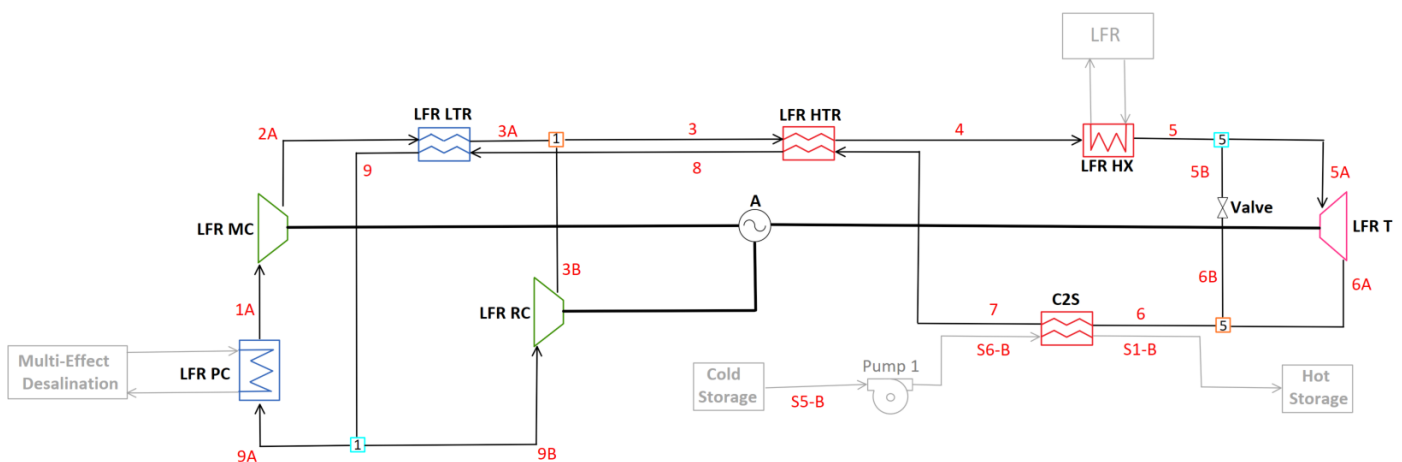 LFR
LFR LTR
LFR HTR
2A
3A
1
3
4
5
5
LFR HX
9
8
5B
5A
A
Valve
LFR MC
LFR T
3B
6B
6A
1A
LFR RC
7
C2S
6
5
Multi-Effect
Desalination
LFR PC
S6-B
S1-B
Cold
Storage
Pump 1
S5-B
Hot
Storage
9A
1
9B